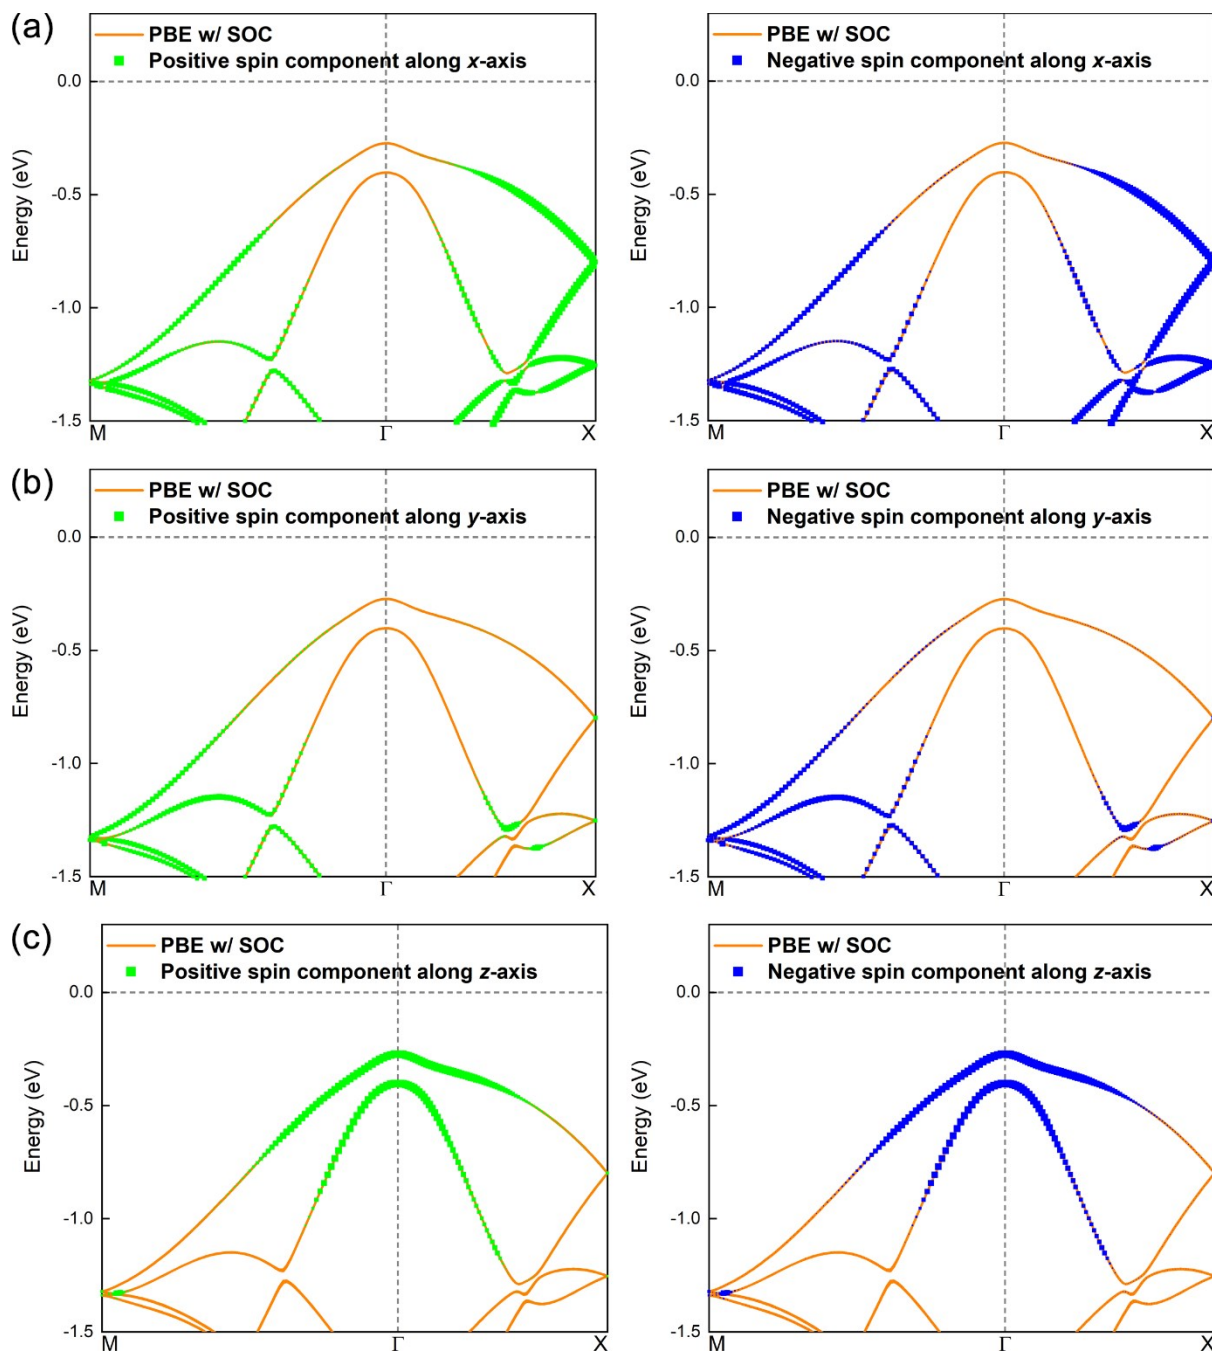 (a)
PBE w/ SOC
Positive spin component along x-axis
0.0
-0.5
-1.0
-1.5
Energy (eV)
M
Γ
X
PBE w/ SOC
Negative spin component along x-axis
0.0
-0.5
-1.0
-1.5
Energy (eV)
M
Γ
X
(b)
PBE w/ SOC
Positive spin component along y-axis
0.0
-0.5
-1.0
-1.5
Energy (eV)
M
Γ
X
PBE w/ SOC
Negative spin component along y-axis
0.0
-0.5
-1.0
-1.5
Energy (eV)
M
Γ
X
(c)
PBE w/ SOC
Positive spin component along z-axis
0.0
-0.5
-1.0
-1.5
Energy (eV)
M
Γ
X
PBE w/ SOC
Negative spin component along z-axis
0.0
-0.5
-1.0
-1.5
Energy (eV)
M
Γ
X